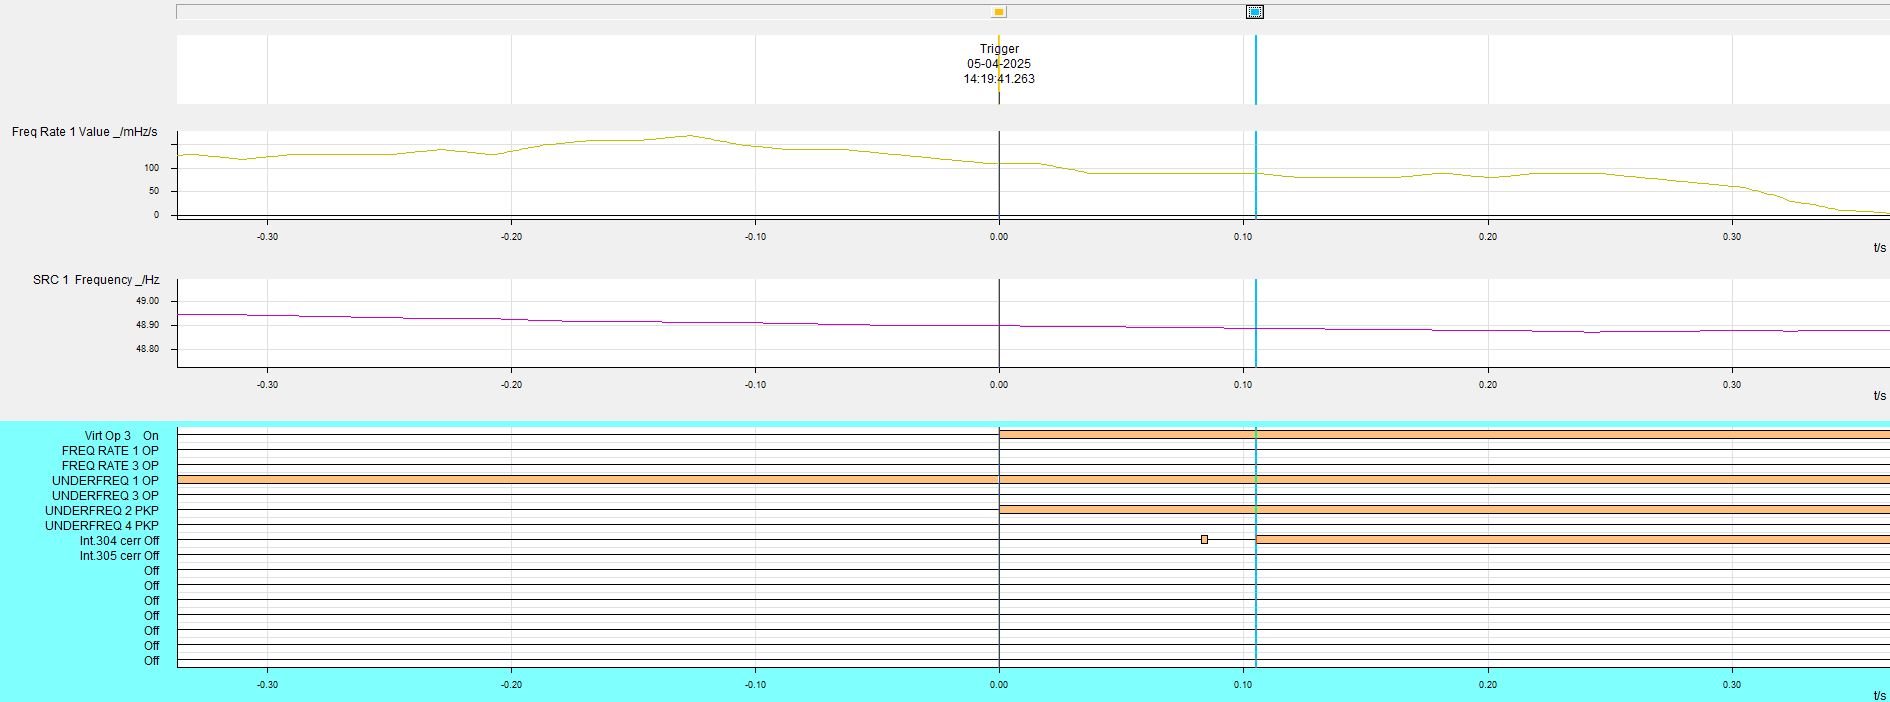 Trigger
05-04-2025
14:19:41.263
Freq Rate 1 Value _/mHz/s
100
50
0
-0.30 -0.20 -0.10 0.00 0.10 0.20 0.30
t/s
SRC 1 Frequency _/Hz
49.00
48.90
48.80
-0.30 -0.20 -0.10 0.00 0.10 0.20 0.30
t/s
Virt Op 3 On
FREQ RATE 1 OP
FREQ RATE 3 OP
UNDERFREQ 1 OP
UNDERFREQ 3 OP
UNDERFREQ 2 PKP
UNDERFREQ 4 PKP
Int.304 cerr Off
Int.305 cerr Off
Off
Off
Off
Off
Off
Off
Off
-0.30 -0.20 -0.10 0.00 0.10 0.20 0.30
t/s